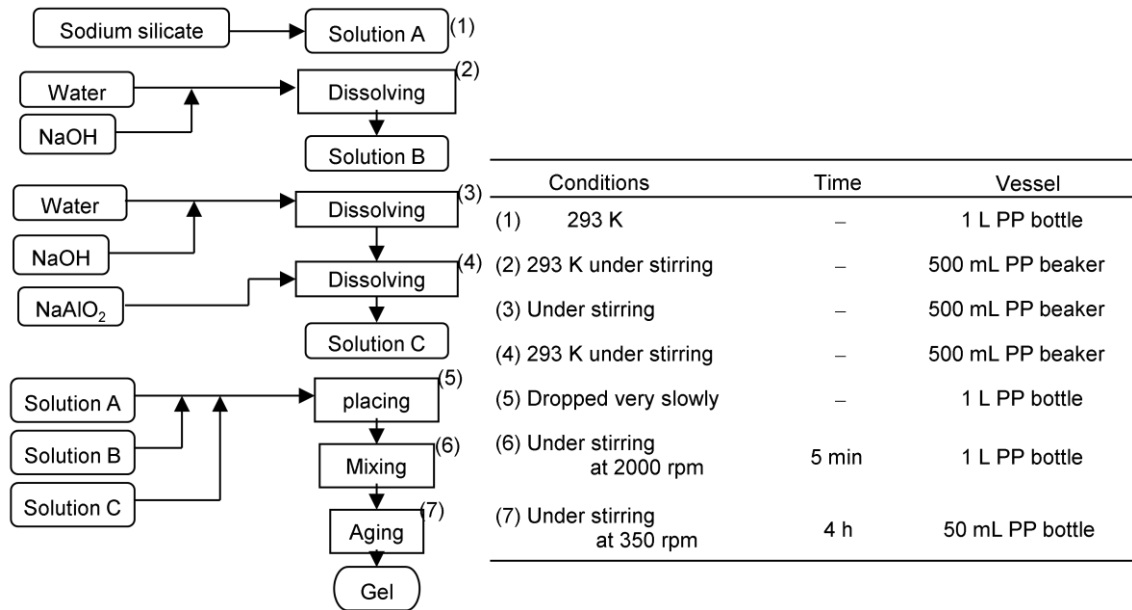 Sodium silicate
Solution A
(1)
Water
NaOH
Dissolving
(2)
Solution B
Water
NaOH
Dissolving
(3)
NaAlO₂
Dissolving
(4)
Solution C
Solution A
Solution B
Solution C
placing
(5)
Mixing
(6)
Aging
(7)
Gel
Conditions Time Vessel
(1) 293 K – 1 L PP bottle
(2) 293 K under stirring – 500 mL PP beaker
(3) Under stirring – 500 mL PP beaker
(4) 293 K under stirring – 500 mL PP beaker
(5) Dropped very slowly – 1 L PP bottle
(6) Under stirring
at 2000 rpm 5 min 1 L PP bottle
(7) Under stirring
at 350 rpm 4 h 50 mL PP bottle